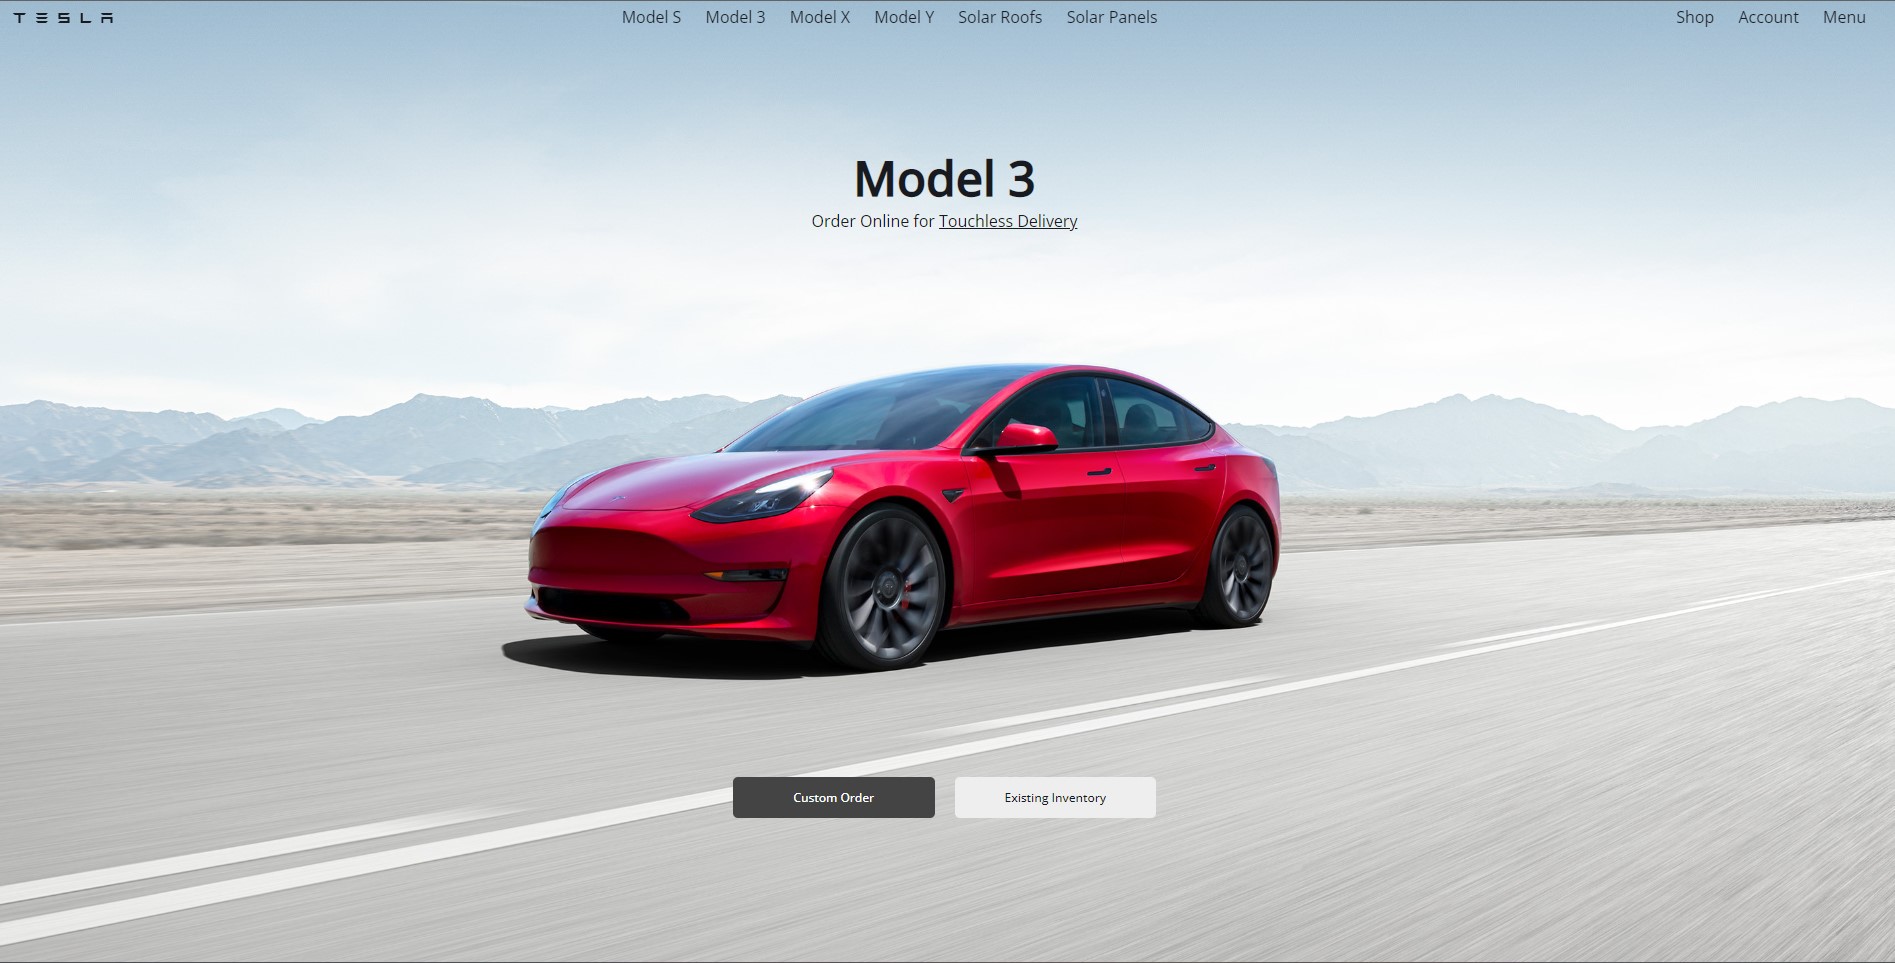 TESLA
Model S Model 3 Model X Model Y Solar Roofs Solar Panels
Shop Account Menu
Model 3
Order Online for Touchless Delivery
Custom Order
Existing Inventory